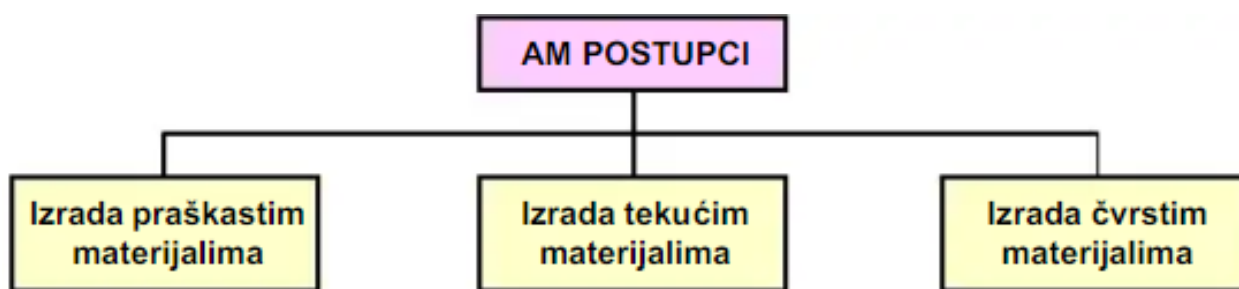 AM POSTUPCI
Izrada praškastim
materijalima
Izrada tekućim
materijalima
Izrada čvrstim
materijalima